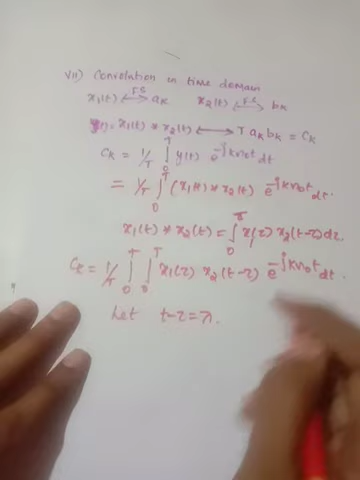 VII) Convolution in time domain
x₁(t) ←FS→ aₖ x₂(t) ←FS→ bₖ
= x₁(t) * x₂(t) ←→ T aₖ bₖ = Cₖ
Cₖ = 1/T ∫₀ᵀ y(t) e^{-jkω₀t} dt
= 1/T ∫₀ᵀ (x₁(t) * x₂(t) e^{-jkω₀t} dt.
x₁(t) * x₂(t) = ∫₀ᵀ x₁(τ) x₂(t-τ) dτ.
Cₖ = 1/T ∫₀ᵀ ∫₀ᵀ x₁(τ) x₂(t-τ) e^{-jkω₀t} dt.
Let t-τ = λ.